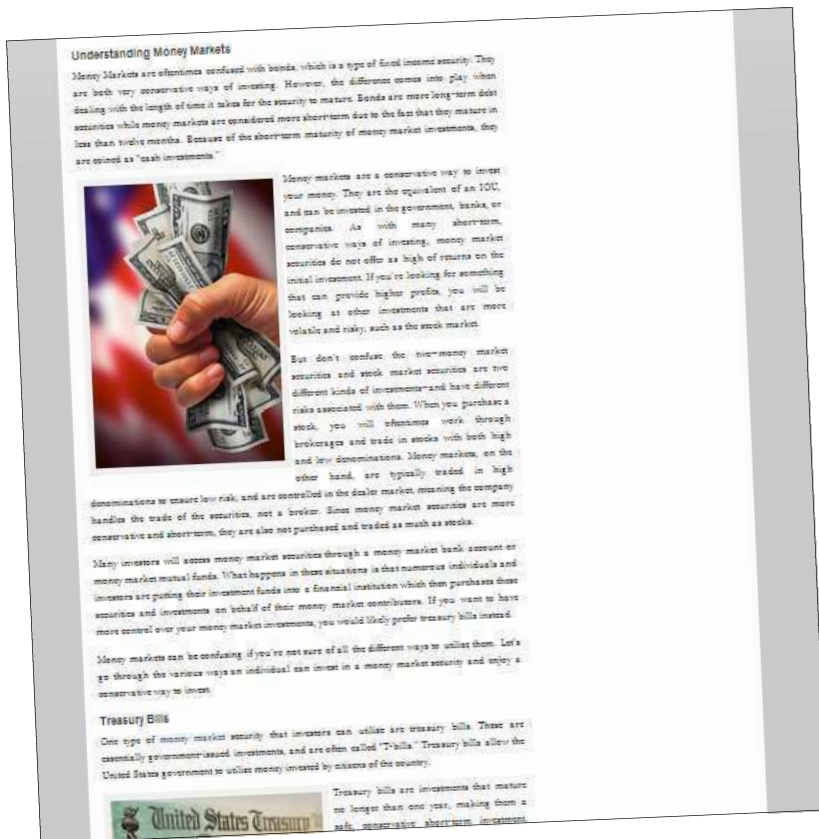 Understanding Money Markets
Money Markets are oftentimes confused with bonds, which is a type of fixed income security. They
are both very conservative ways of investing. However, the difference comes into play when
dealing with the length of time it takes for the security to mature. Bonds are more long-term debt
securities while money markets are considered more short-term due to the fact that they mature in
less than twelve months. Because of the short-term maturity of money market investments, they
are coined as "cash investments."
Money markets are a conservative way to invest
your money. They are the equivalent of an IOU,
and can be invested in the government, banks, or
companies. As with many short-term,
conservative ways of investing, money market
securities do not offer as high of returns on the
initial investment. If you're looking for something
that can provide higher profits, you will be
looking at other investments that are more
volatile and risky, such as the stock market.
But don't confuse the two—money market
securities and stock market securities are two
different kinds of investments—and have different
risks associated with them. When you purchase a
stock, you will oftentimes work through
brokerages and trade in stocks with both high
and low denominations. Money markets, on the
other hand, are typically traded in high
denominations to ensure low risk, and are controlled in the dealer market, meaning the company
handles the trade of the securities, not a broker. Since money market securities are more
conservative and short-term, they are also not purchased and traded as much as stocks.
Many investors will access money market securities through a money market bank account or
money market mutual funds. What happens in these situations is that numerous individuals and
investors are putting their investment funds into a financial institution which then purchases these
securities and investments on behalf of their money market contributors. If you want to have
more control over your money market investments, you would likely prefer treasury bills instead.
Money markets can be confusing if you're not sure of all the different ways to utilize them. Let's
go through the various ways an individual can invest in a money market security and enjoy a
conservative way to invest.
Treasury Bills
One type of money market security that investors can utilize are treasury bills. These are
essentially government-issued investments, and are often called "T-bills." Treasury bills allow the
United States government to utilize money invested by citizens of the country.
United States Treasury
Treasury bills are investments that mature
no longer than one year, making them a
safe, conservative short-term investment